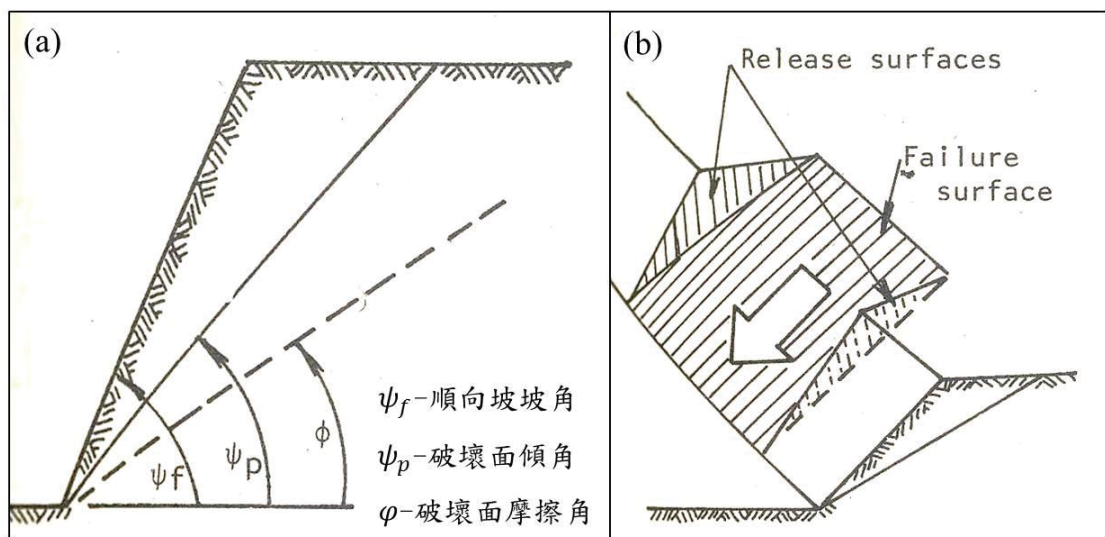 (a)
ψf
ψp
ϕ
ψf-順向坡坡角
ψp-破壞面傾角
φ-破壞面摩擦角
(b)
Release surfaces
Failure
surface